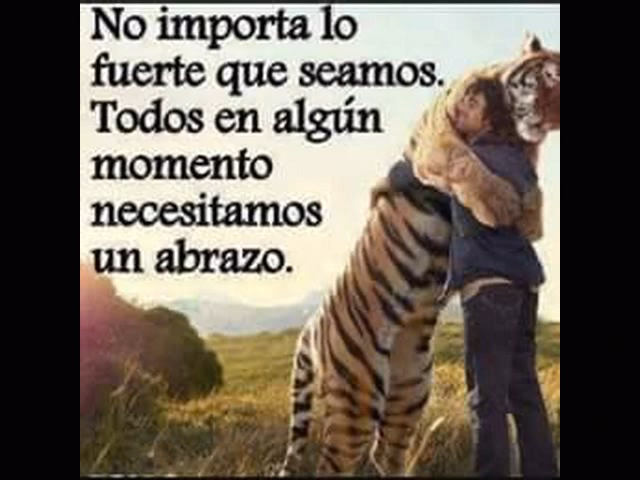 No importa lo
fuerte que seamos.
Todos en algún
momento
necesitamos
un abrazo.